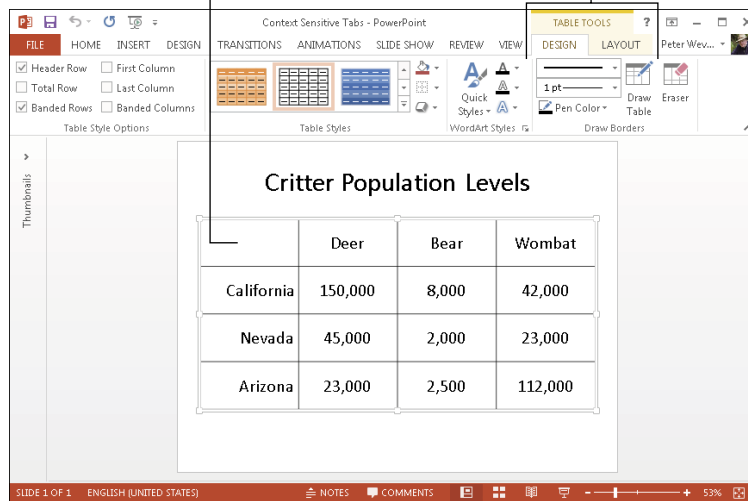 Context Sensitive Tabs - PowerPoint TABLE TOOLS ?
FILE HOME INSERT DESIGN TRANSITIONS ANIMATIONS SLIDE SHOW REVIEW VIEW DESIGN LAYOUT Peter Wev...
Header Row First Column
Total Row Last Column
Banded Rows Banded Columns
Table Style Options
Table Styles
Quick
Styles
WordArt Styles
1 pt
Pen Color
Draw
Table
Eraser
Draw Borders
Thumbnails
Critter Population Levels
Deer Bear Wombat
California 150,000 8,000 42,000
Nevada 45,000 2,000 23,000
Arizona 23,000 2,500 112,000
SLIDE 1 OF 1 ENGLISH (UNITED STATES) NOTES COMMENTS 53%